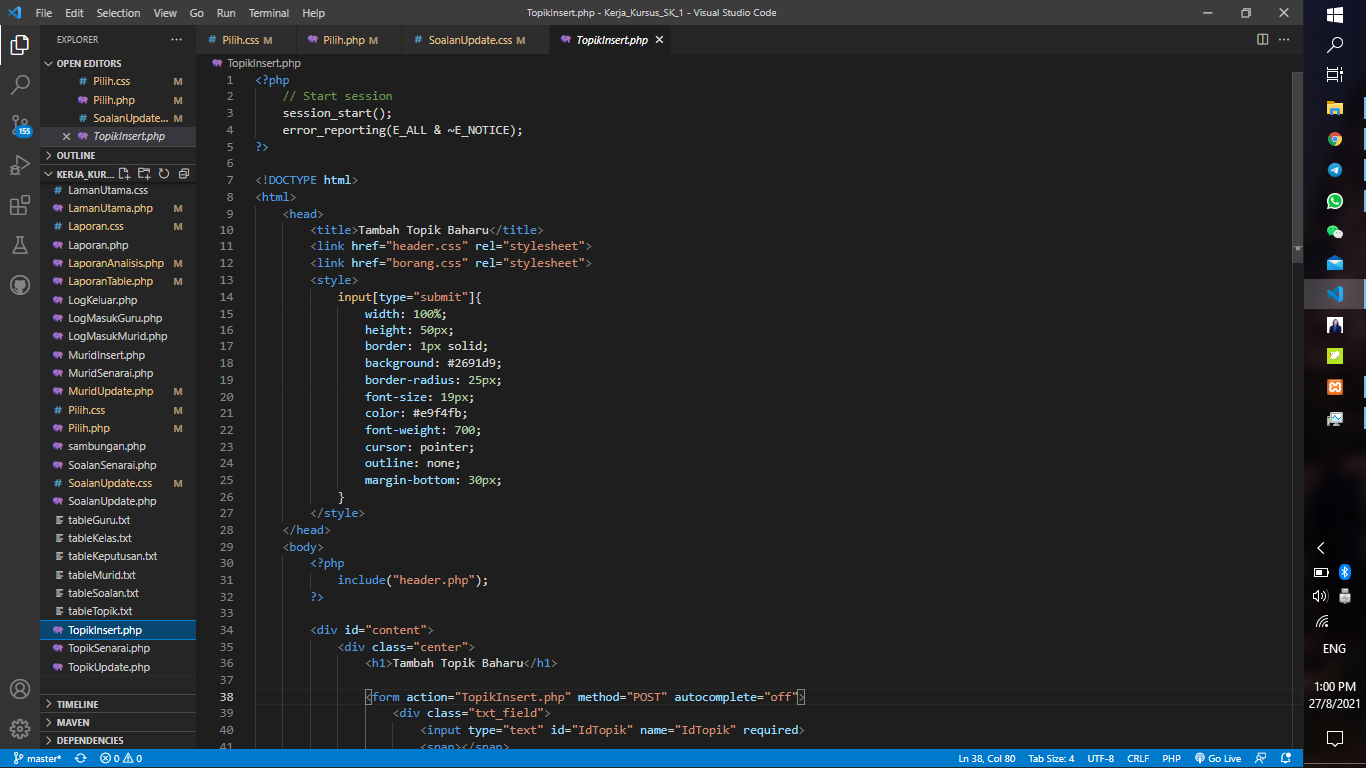 File Edit Selection View Go Run Terminal Help
TopikInsert.php - Kerja_Kursus_SK_1 - Visual Studio Code
EXPLORER
Pilih.css M
Pilih.php M
SoalanUpdate.css M
TopikInsert.php
OPEN EDITORS
Pilih.css M
Pilih.php M
SoalanUpdate... M
TopikInsert.php
OUTLINE
KERJA_KUR...
LamanUtama.css
LamanUtama.php M
Laporan.css M
Laporan.php
LaporanAnalisis.php M
LaporanTable.php M
LogKeluar.php
LogMasukGuru.php
LogMasukMurid.php
MuridInsert.php
MuridSenarai.php
MuridUpdate.php M
Pilih.css M
Pilih.php M
sambungan.php
SoalanSenarai.php
SoalanUpdate.css M
SoalanUpdate.php
tableGuru.txt
tableKelas.txt
tableKeputusan.txt
tableMurid.txt
tableSoalan.txt
tableTopik.txt
TopikInsert.php
TopikSenarai.php
TopikUpdate.php
TIMELINE
MAVEN
DEPENDENCIES
155
TopikInsert.php
1 <?php
2 // Start session
3 session_start();
4 error_reporting(E_ALL & ~E_NOTICE);
5 ?>
6
7 <!DOCTYPE html>
8 <html>
9 <head>
10 <title>Tambah Topik Baharu</title>
11 <link href="header.css" rel="stylesheet">
12 <link href="borang.css" rel="stylesheet">
13 <style>
14 input[type="submit"]{
15 width: 100%;
16 height: 50px;
17 border: 1px solid;
18 background: #2691d9;
19 border-radius: 25px;
20 font-size: 19px;
21 color: #e9f4fb;
22 font-weight: 700;
23 cursor: pointer;
24 outline: none;
25 margin-bottom: 30px;
26 }
27 </style>
28 </head>
29 <body>
30 <?php
31 include("header.php");
32 ?>
33
34 <div id="content">
35 <div class="center">
36 <h1>Tambah Topik Baharu</h1>
37
38 <form action="TopikInsert.php" method="POST" autocomplete="off">
39 <div class="txt_field">
40 <input type="text" id="IdTopik" name="IdTopik" required>
41 <span></span>
master* 0 0
Ln 38, Col 80 Tab Size: 4 UTF-8 CRLF PHP Go Live
ENG
1:00 PM
27/8/2021